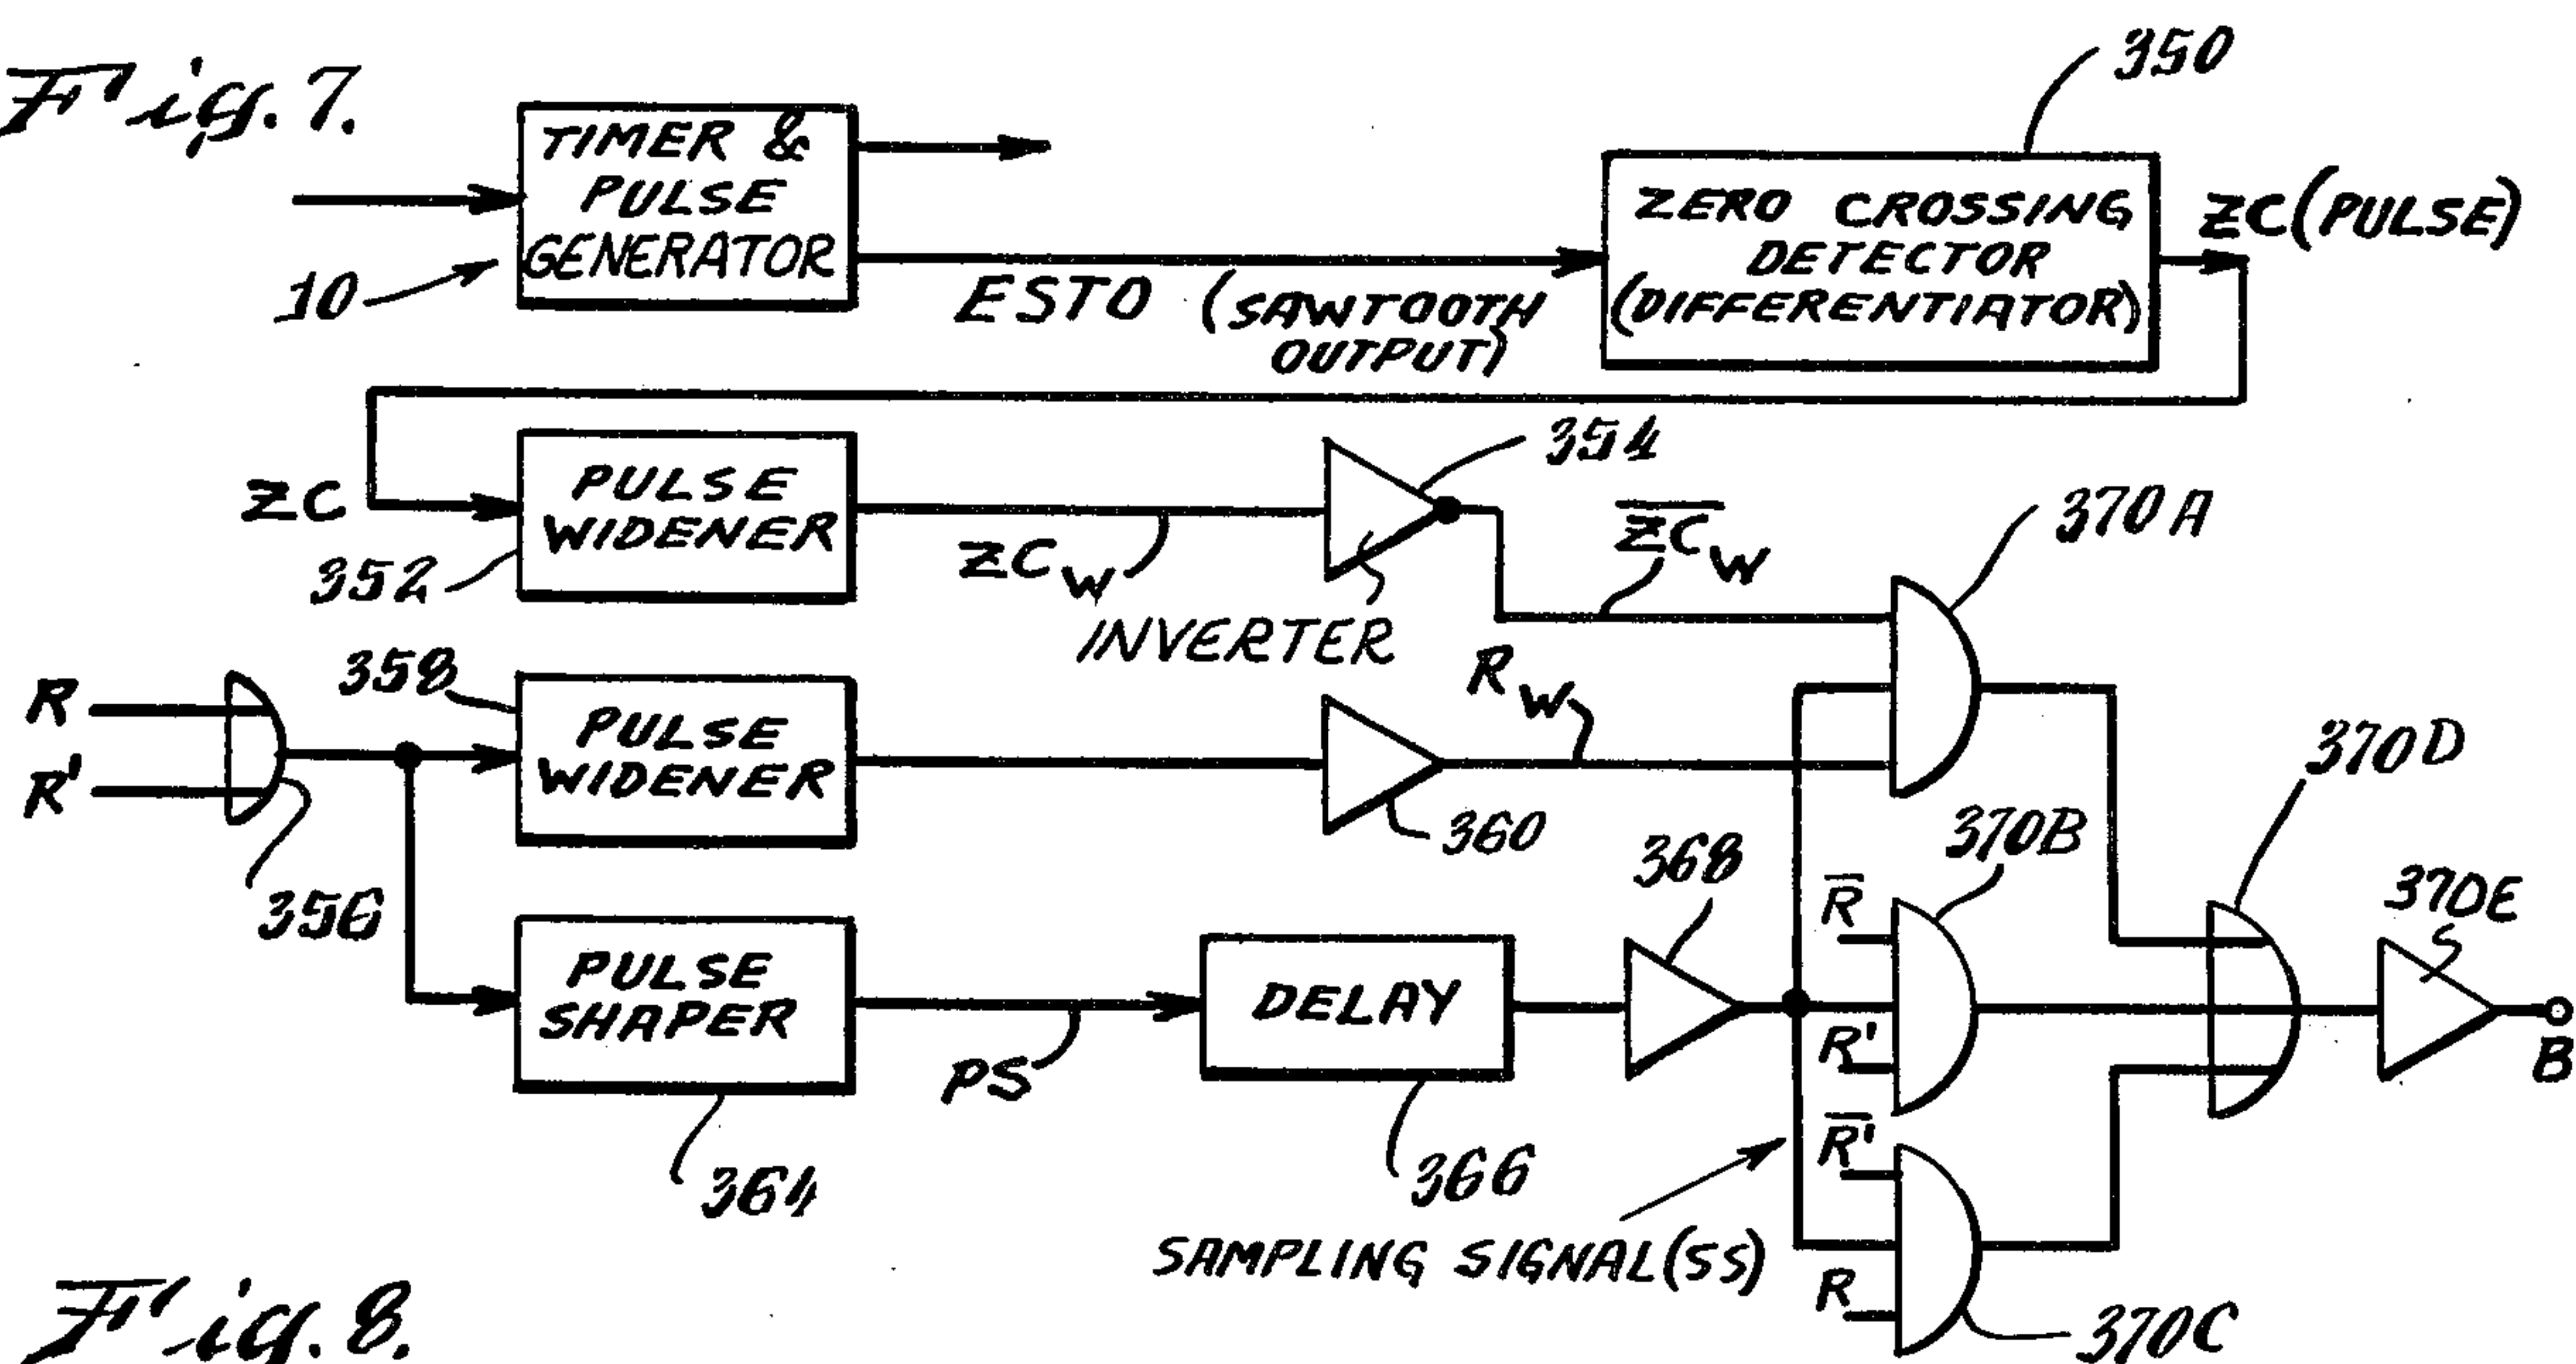 Fig. 7.
350
TIMER &
PULSE
GENERATOR
10
ESTO (SAWTOOTH
OUTPUT)
ZERO CROSSING
DETECTOR
(DIFFERENTIATOR)
ZC(PULSE)
ZC
PULSE
WIDENER
352
ZCW
354
INVERTER
Z̅C̅W
370A
R
R'
356
358
PULSE
WIDENER
RW
360
PULSE
SHAPER
364
PS
DELAY
366
368
SAMPLING SIGNAL(SS)
R̅
R'
370B
R̅'
R
370C
370D
370E
B
Fig. 8.